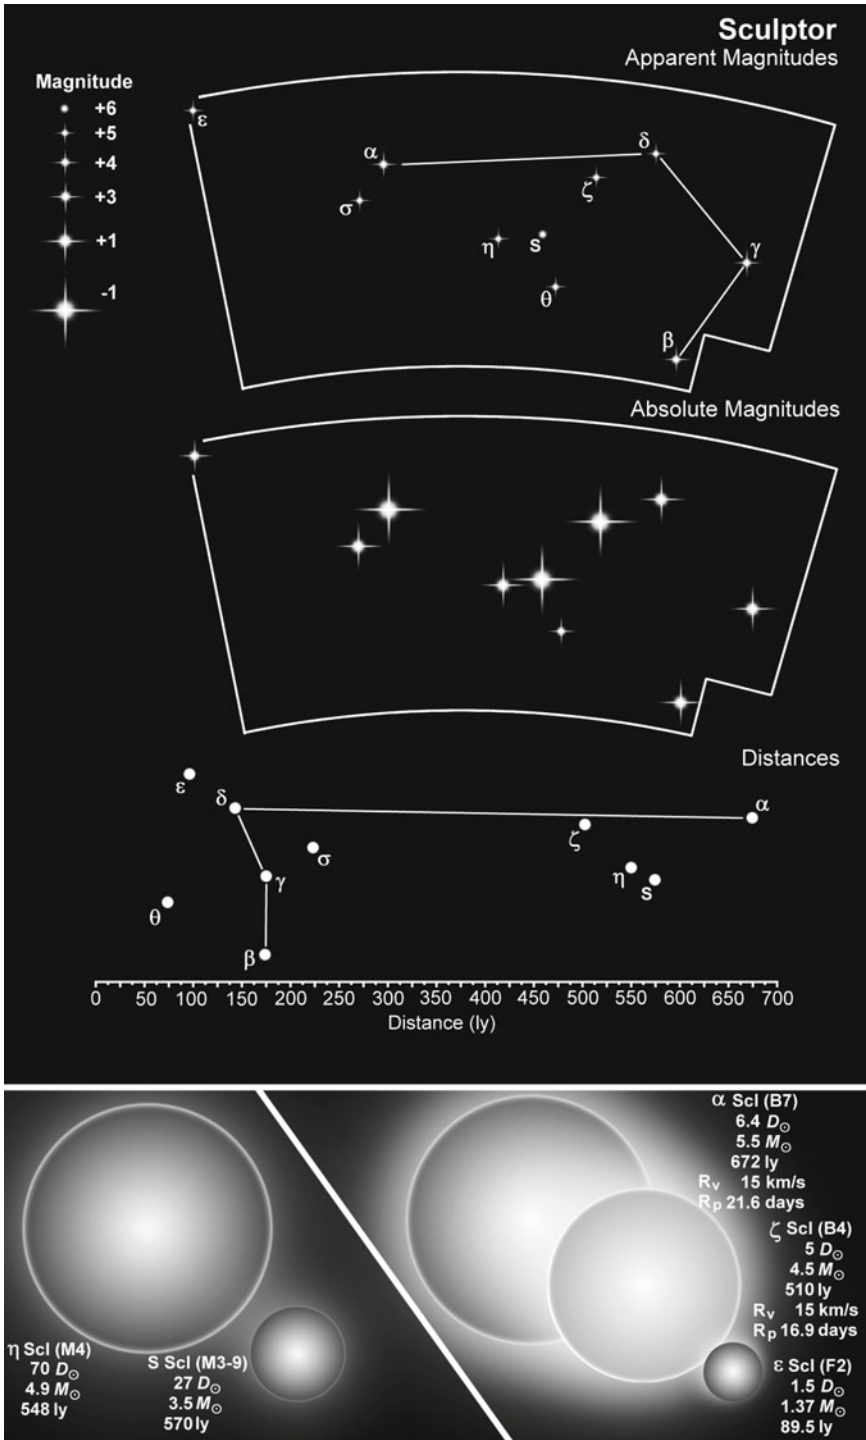 Sculptor
Apparent Magnitudes
Magnitude
+6
+5
+4
+3
+1
-1
ε
α
δ
σ
ζ
η
S
γ
θ
β
Absolute Magnitudes
Distances
ε
δ
α
ζ
σ
γ
η
S
θ
β
0 50 100 150 200 250 300 350 400 450 500 550 600 650 700
Distance (ly)
α Scl (B7)
6.4 D☉
5.5 M☉
672 ly
Rv 15 km/s
Rp 21.6 days
ζ Scl (B4)
5 D☉
4.5 M☉
510 ly
Rv 15 km/s
Rp 16.9 days
ε Scl (F2)
1.5 D☉
1.37 M☉
89.5 ly
η Scl (M4)
70 D☉
4.9 M☉
548 ly
S Scl (M3-9)
27 D☉
3.5 M☉
570 ly